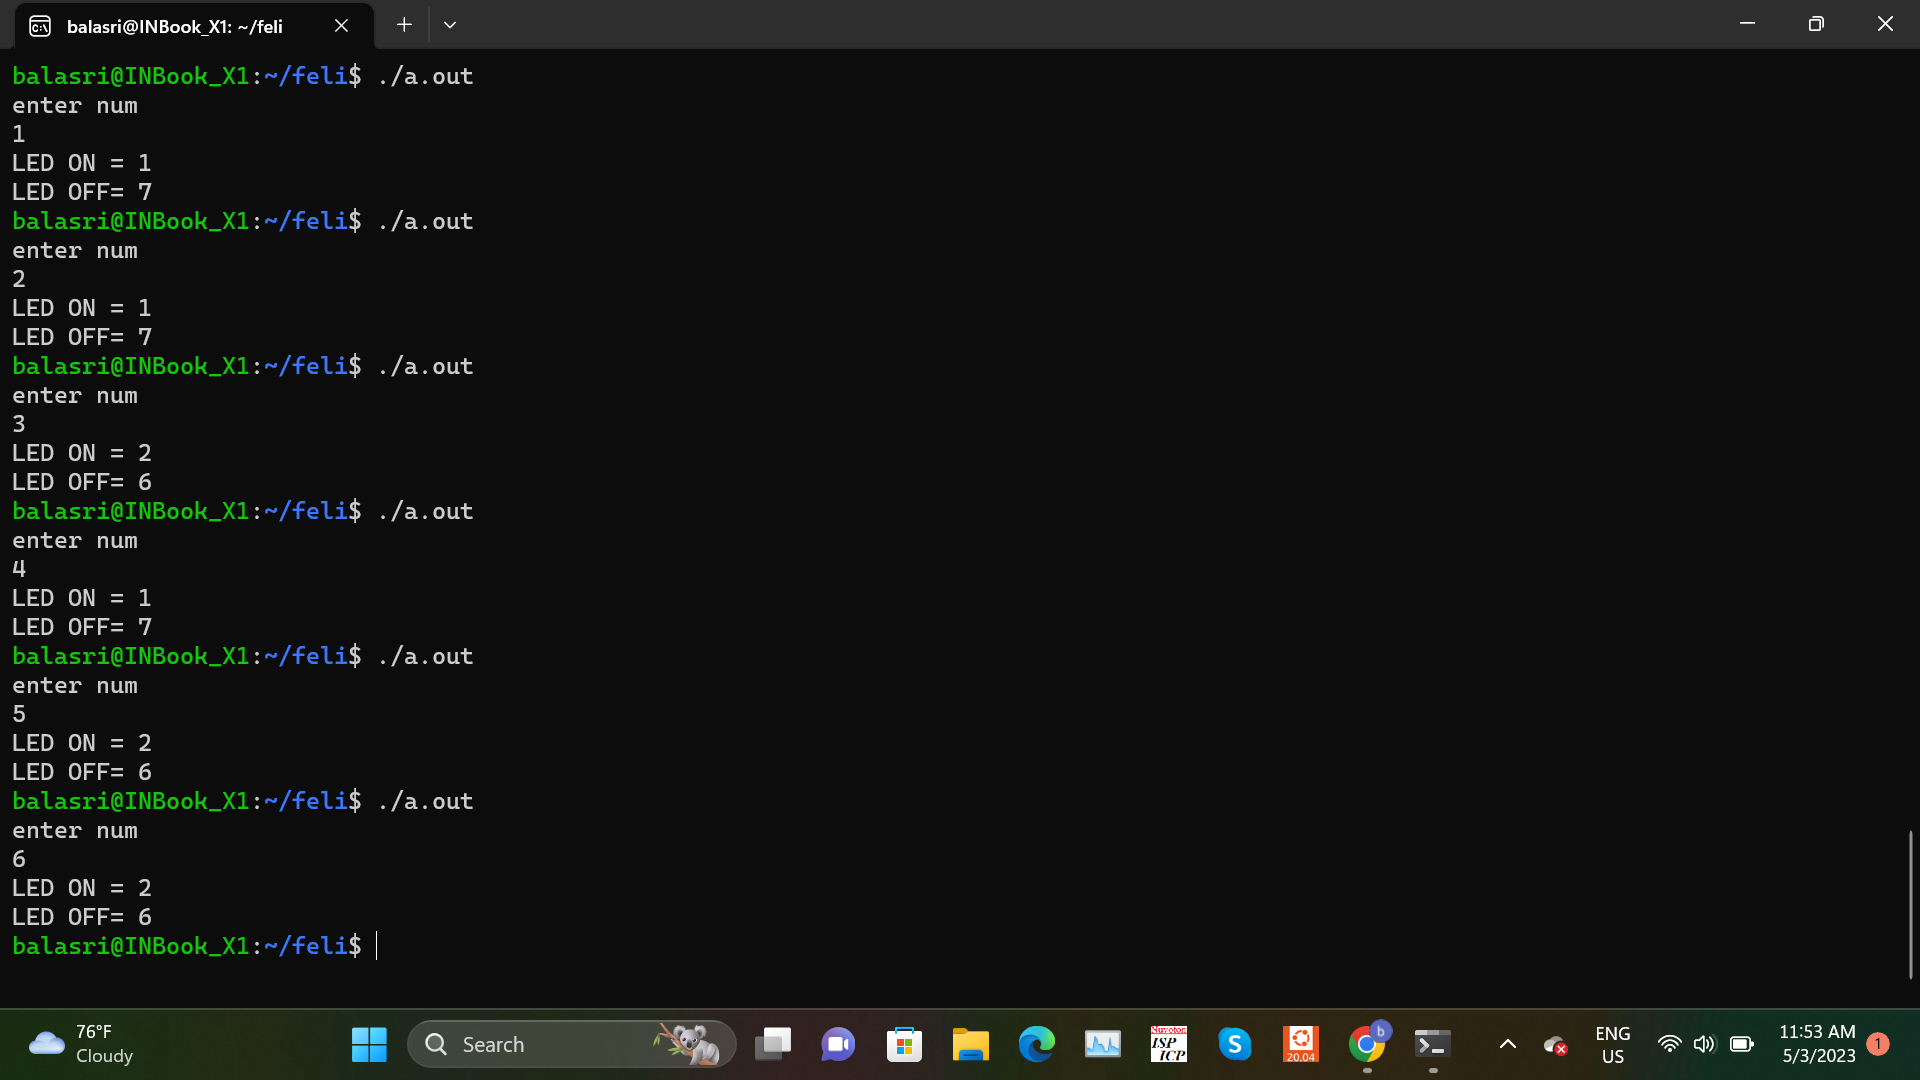 balasri@INBook_X1: ~/feli
balasri@INBook_X1:~/feli$ ./a.out
enter num
1
LED ON = 1
LED OFF= 7
balasri@INBook_X1:~/feli$ ./a.out
enter num
2
LED ON = 1
LED OFF= 7
balasri@INBook_X1:~/feli$ ./a.out
enter num
3
LED ON = 2
LED OFF= 6
balasri@INBook_X1:~/feli$ ./a.out
enter num
4
LED ON = 1
LED OFF= 7
balasri@INBook_X1:~/feli$ ./a.out
enter num
5
LED ON = 2
LED OFF= 6
balasri@INBook_X1:~/feli$ ./a.out
enter num
6
LED ON = 2
LED OFF= 6
balasri@INBook_X1:~/feli$
76°F
Cloudy
Search
Nuvoton
ISP
ICP
S
20.04
b
ENG
US
11:53 AM
5/3/2023
1